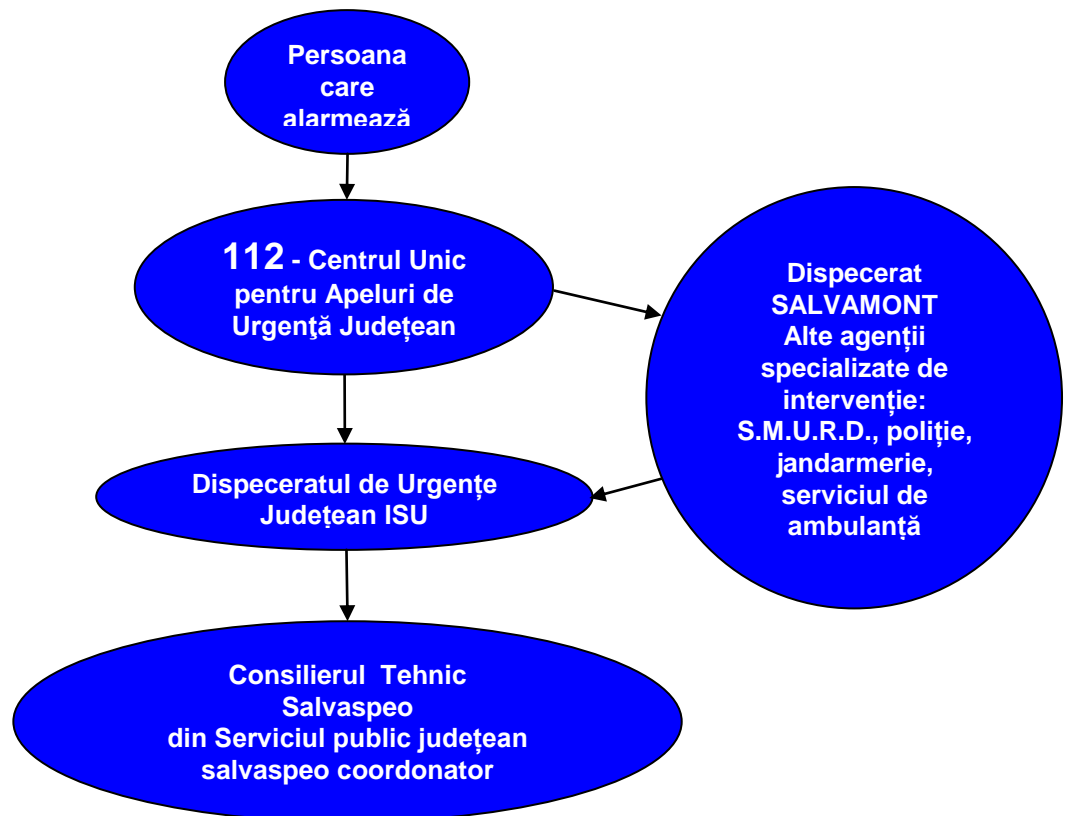 Persoana
care
alarmează
112 - Centrul Unic
pentru Apeluri de
Urgenţă Județean
Dispecerat
SALVAMONT
Alte agenții
specializate de
intervenție:
S.M.U.R.D., poliție,
jandarmerie,
serviciul de
ambulanță
Dispeceratul de Urgențe
Județean ISU
Consilierul Tehnic
Salvaspeo
din Serviciul public județean
salvaspeo coordonator